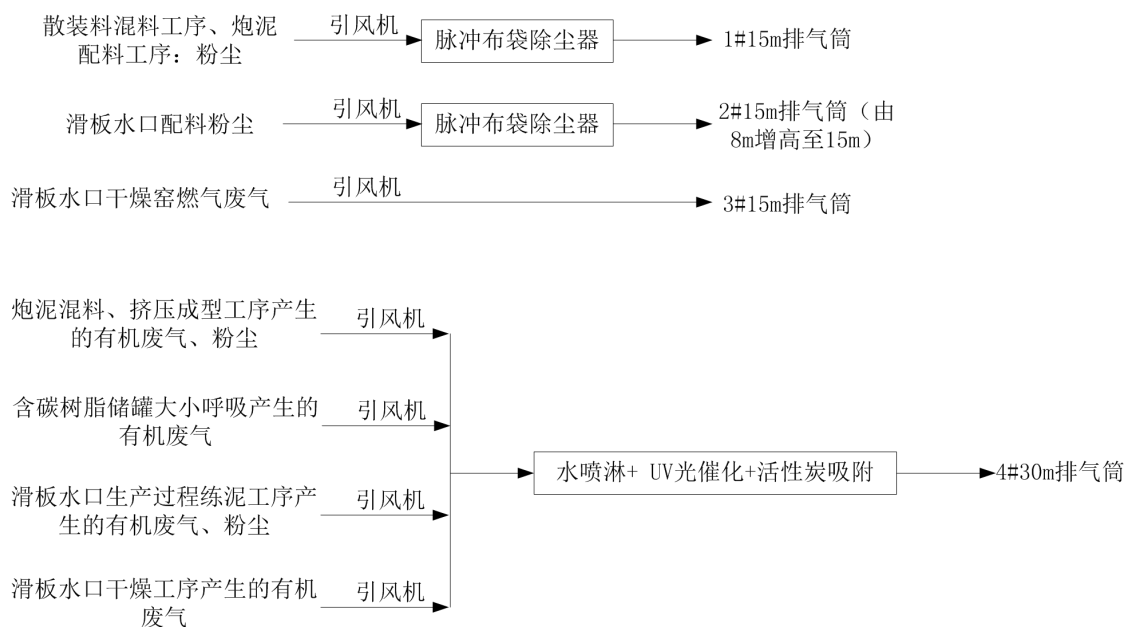 散装料混料工序、炮泥
配料工序：粉尘
引风机
脉冲布袋除尘器
1#15m排气筒
滑板水口配料粉尘
引风机
脉冲布袋除尘器
2#15m排气筒（由
8m增高至15m）
滑板水口干燥窑燃气废气
引风机
3#15m排气筒
炮泥混料、挤压成型工序产生
的有机废气、粉尘
引风机
含碳树脂储罐大小呼吸产生的
有机废气
引风机
水喷淋+ UV光催化+活性炭吸附
4#30m排气筒
滑板水口生产过程练泥工序产
生的有机废气、粉尘
引风机
滑板水口干燥工序产生的有机
废气
引风机